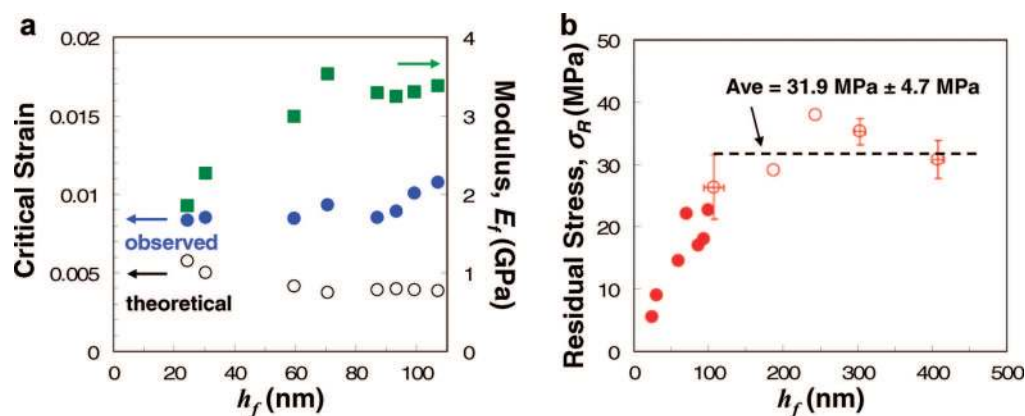 a
0.02
0.015
0.01
0.005
0
Critical Strain
4
3
2
1
0
Modulus, E_f (GPa)
observed
theoretical
0 20 40 60 80 100
h_f (nm)
b
50
40
30
20
10
0
Residual Stress, σ_R (MPa)
Ave = 31.9 MPa ± 4.7 MPa
0 100 200 300 400 500
h_f (nm)